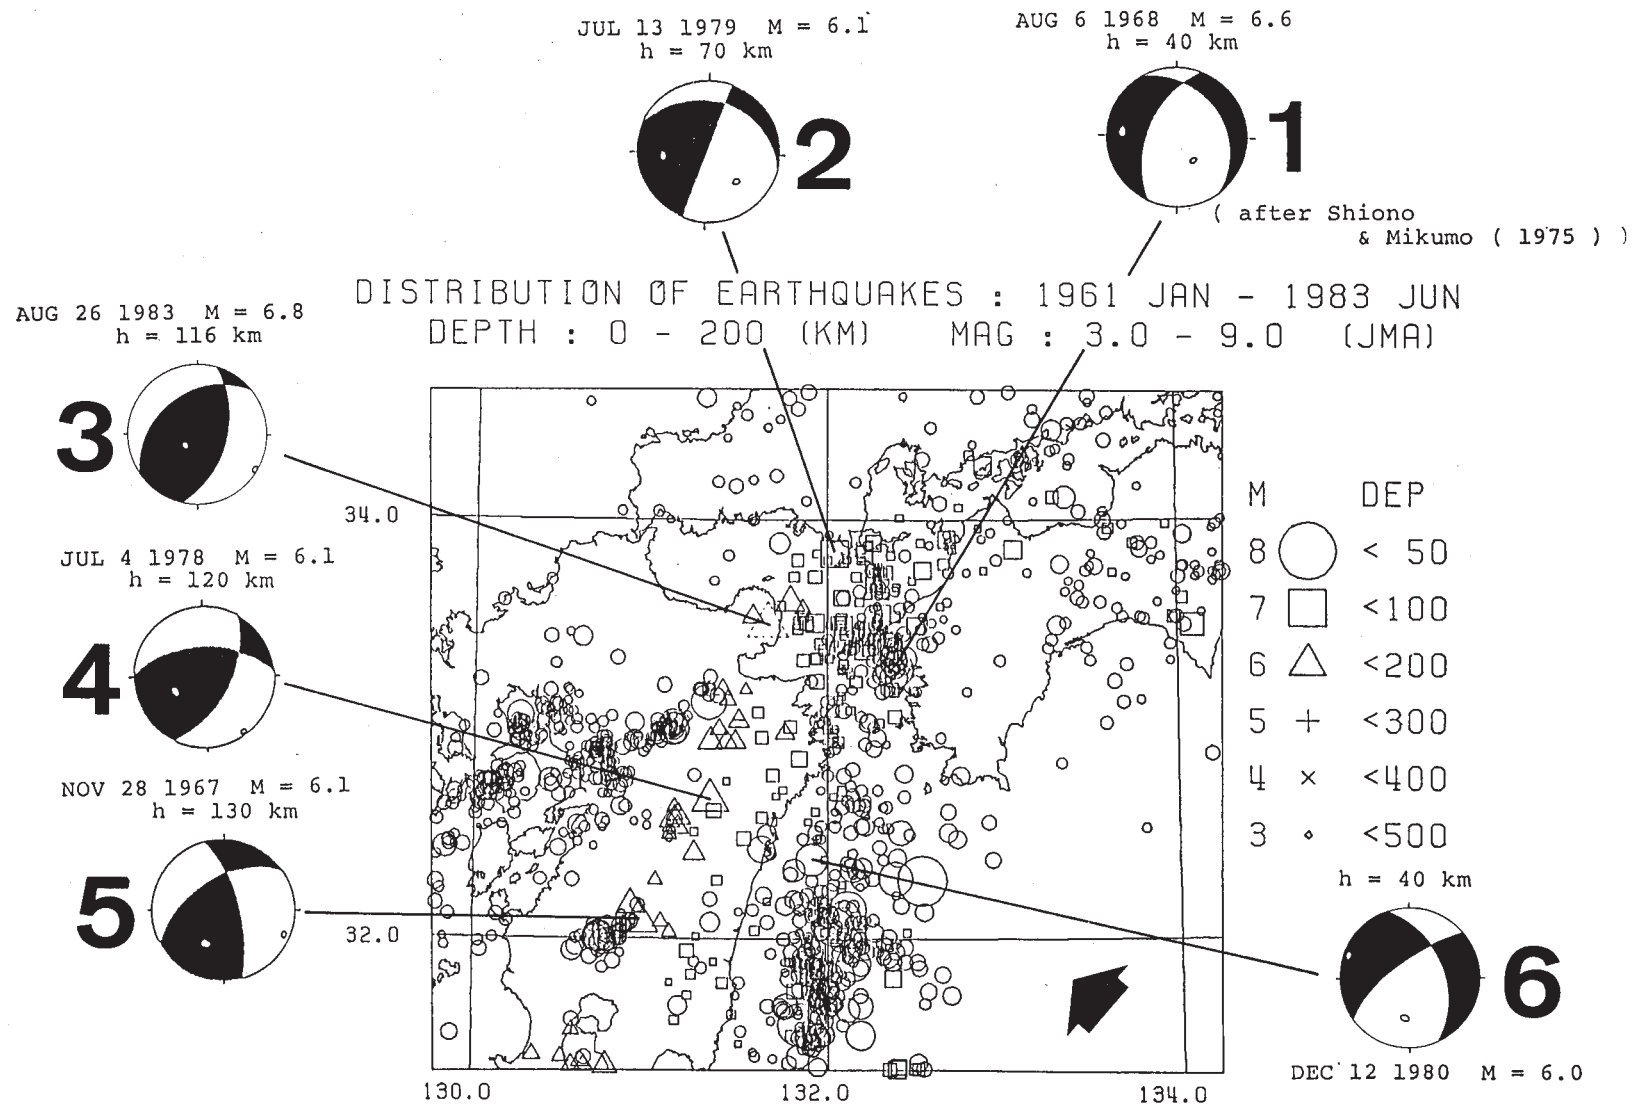 JUL 13 1979 M = 6.1
h = 70 km
2
AUG 6 1968 M = 6.6
h = 40 km
1
( after Shiono
& Mikumo ( 1975 ) )
DISTRIBUTION OF EARTHQUAKES : 1961 JAN - 1983 JUN
DEPTH : 0 - 200 (KM) MAG : 3.0 - 9.0 (JMA)
AUG 26 1983 M = 6.8
h = 116 km
3
JUL 4 1978 M = 6.1
h = 120 km
4
NOV 28 1967 M = 6.1
h = 130 km
5
34.0
32.0
130.0 132.0 134.0
M DEP
8 < 50
7 <100
6 <200
5 <300
4 <400
3 <500
h = 40 km
6
DEC 12 1980 M = 6.0